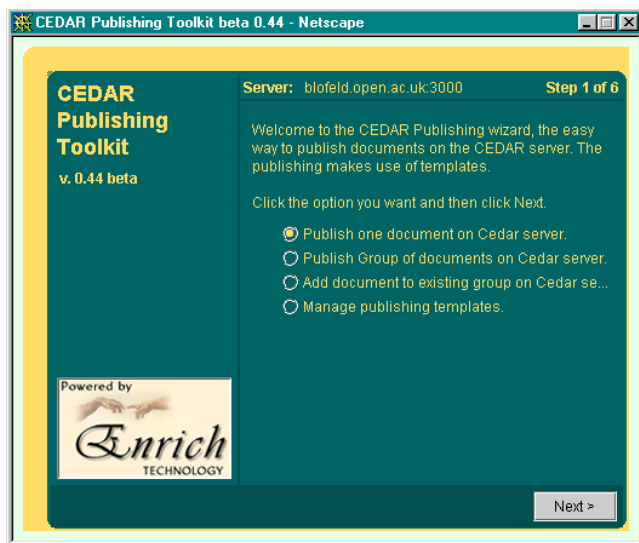 CEDAR Publishing Toolkit beta 0.44 - Netscape
CEDAR
Publishing
Toolkit
v. 0.44 beta
Server: blofeld.open.ac.uk:3000 Step 1 of 6
Welcome to the CEDAR Publishing wizard, the easy
way to publish documents on the CEDAR server. The
publishing makes use of templates.
Click the option you want and then click Next.
Publish one document on Cedar server.
Publish Group of documents on Cedar server.
Add document to existing group on Cedar se...
Manage publishing templates.
Powered by
Enrich
TECHNOLOGY
Next >